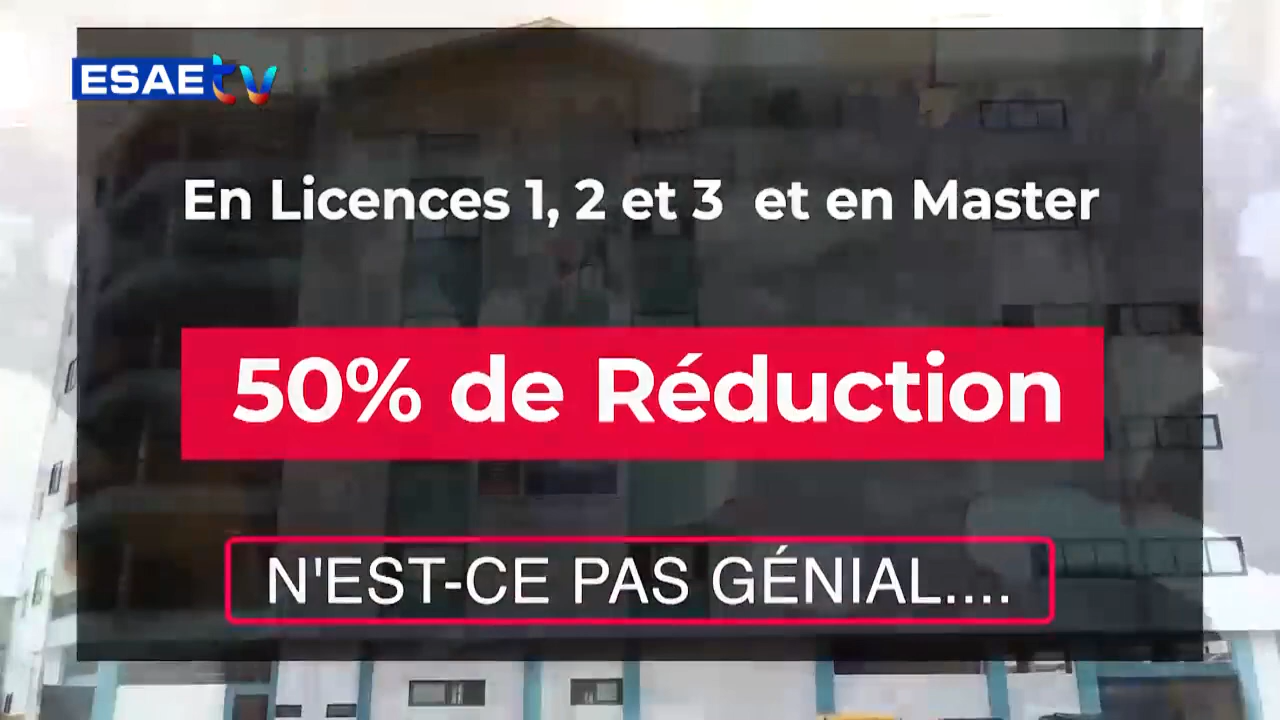 ESAE tv
En Licences 1, 2 et 3 et en Master
50% de Réduction
N'EST-CE PAS GÉNIAL....